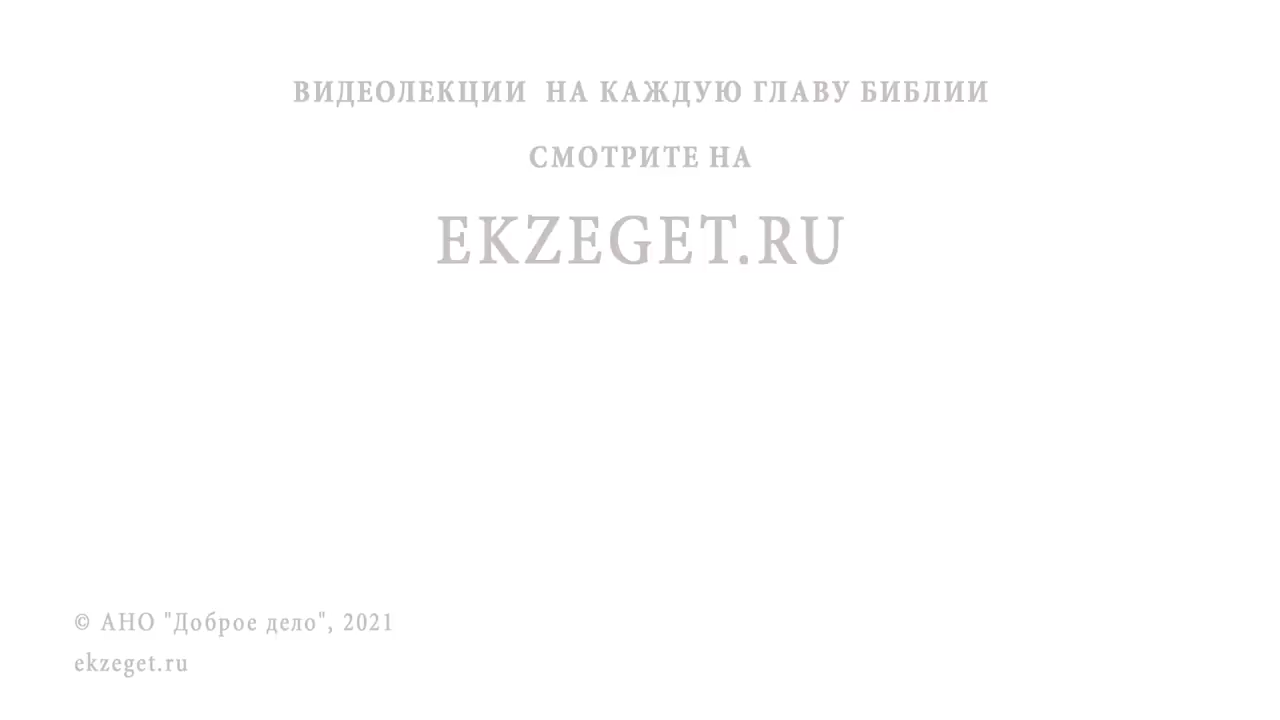 ВИДЕОЛЕКЦИИ НА КАЖДУЮ ГЛАВУ БИБЛИИ
СМОТРИТЕ НА
EKZEGET.RU
© АНО "Доброе дело", 2021
ekzeget.ru